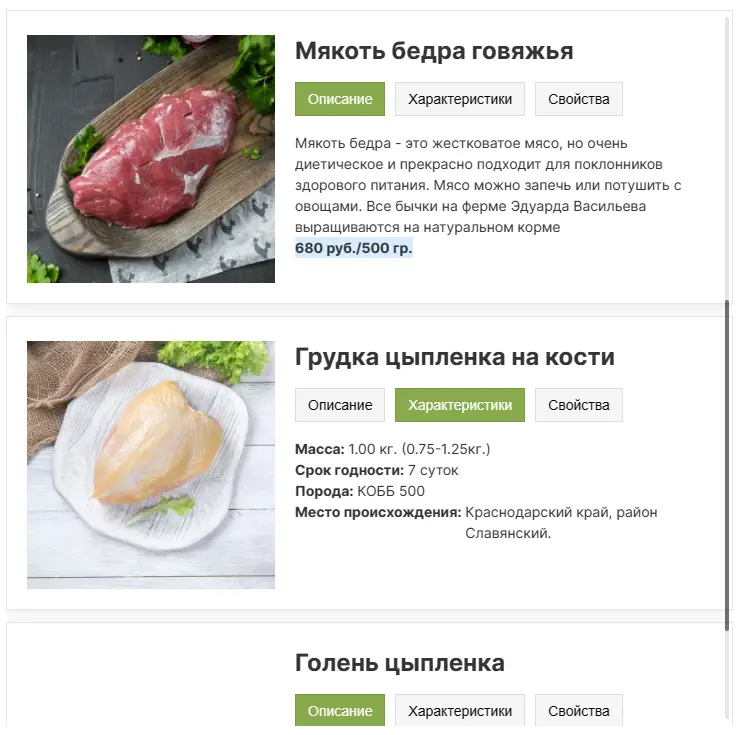 Мякоть бедра говяжья
Описание Характеристики Свойства
Мякоть бедра - это жестковатое мясо, но очень
диетическое и прекрасно подходит для поклонников
здорового питания. Мясо можно запечь или потушить с
овощами. Все бычки на ферме Эдуарда Васильева
выращиваются на натуральном корме
680 руб./500 гр.
Грудка цыпленка на кости
Описание Характеристики Свойства
Масса: 1.00 кг. (0.75-1.25кг.)
Срок годности: 7 суток
Порода: КОББ 500
Место происхождения: Краснодарский край, район
Славянский.
Голень цыпленка
Описание Характеристики Свойства